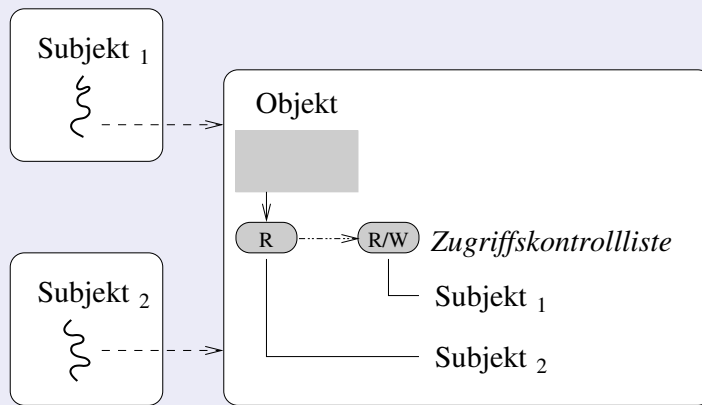 Subjekt 1
Objekt
R
R/W
Zugriffskontrollliste
Subjekt 2
Subjekt 1
Subjekt 2